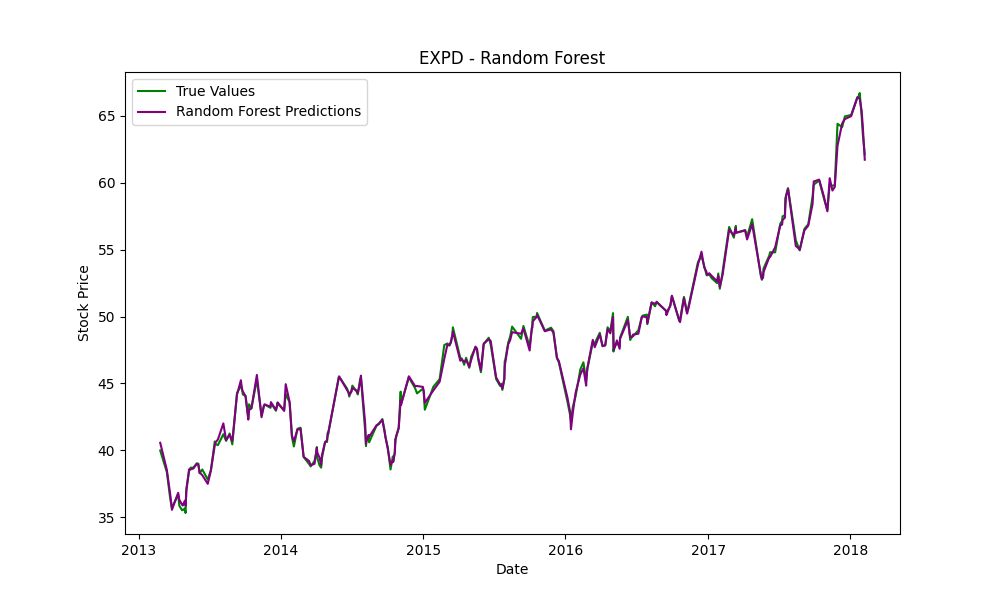 EXPD - Random Forest
True Values
Random Forest Predictions
Stock Price
65
60
55
50
45
40
35
2013 2014 2015 2016 2017 2018
Date